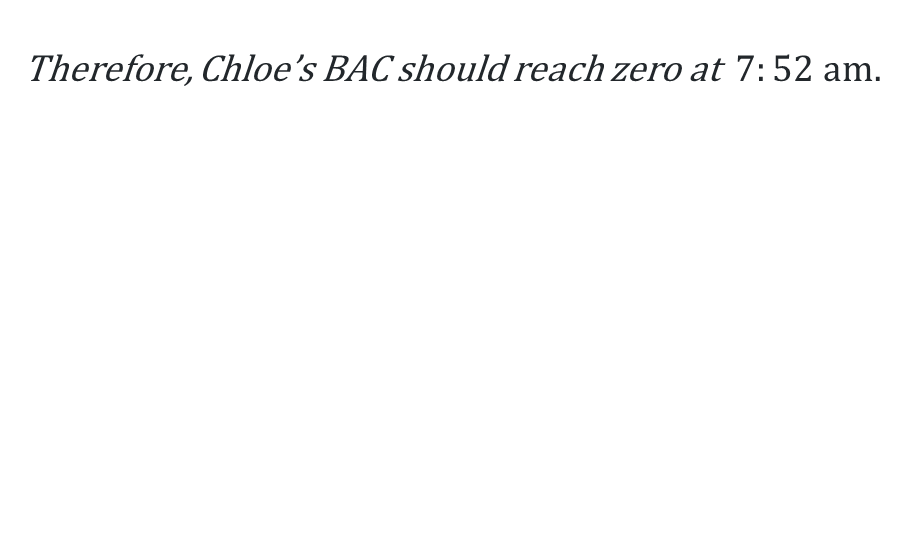 Therefore, Chloe’s BAC should reach zero at 7: 52 am.